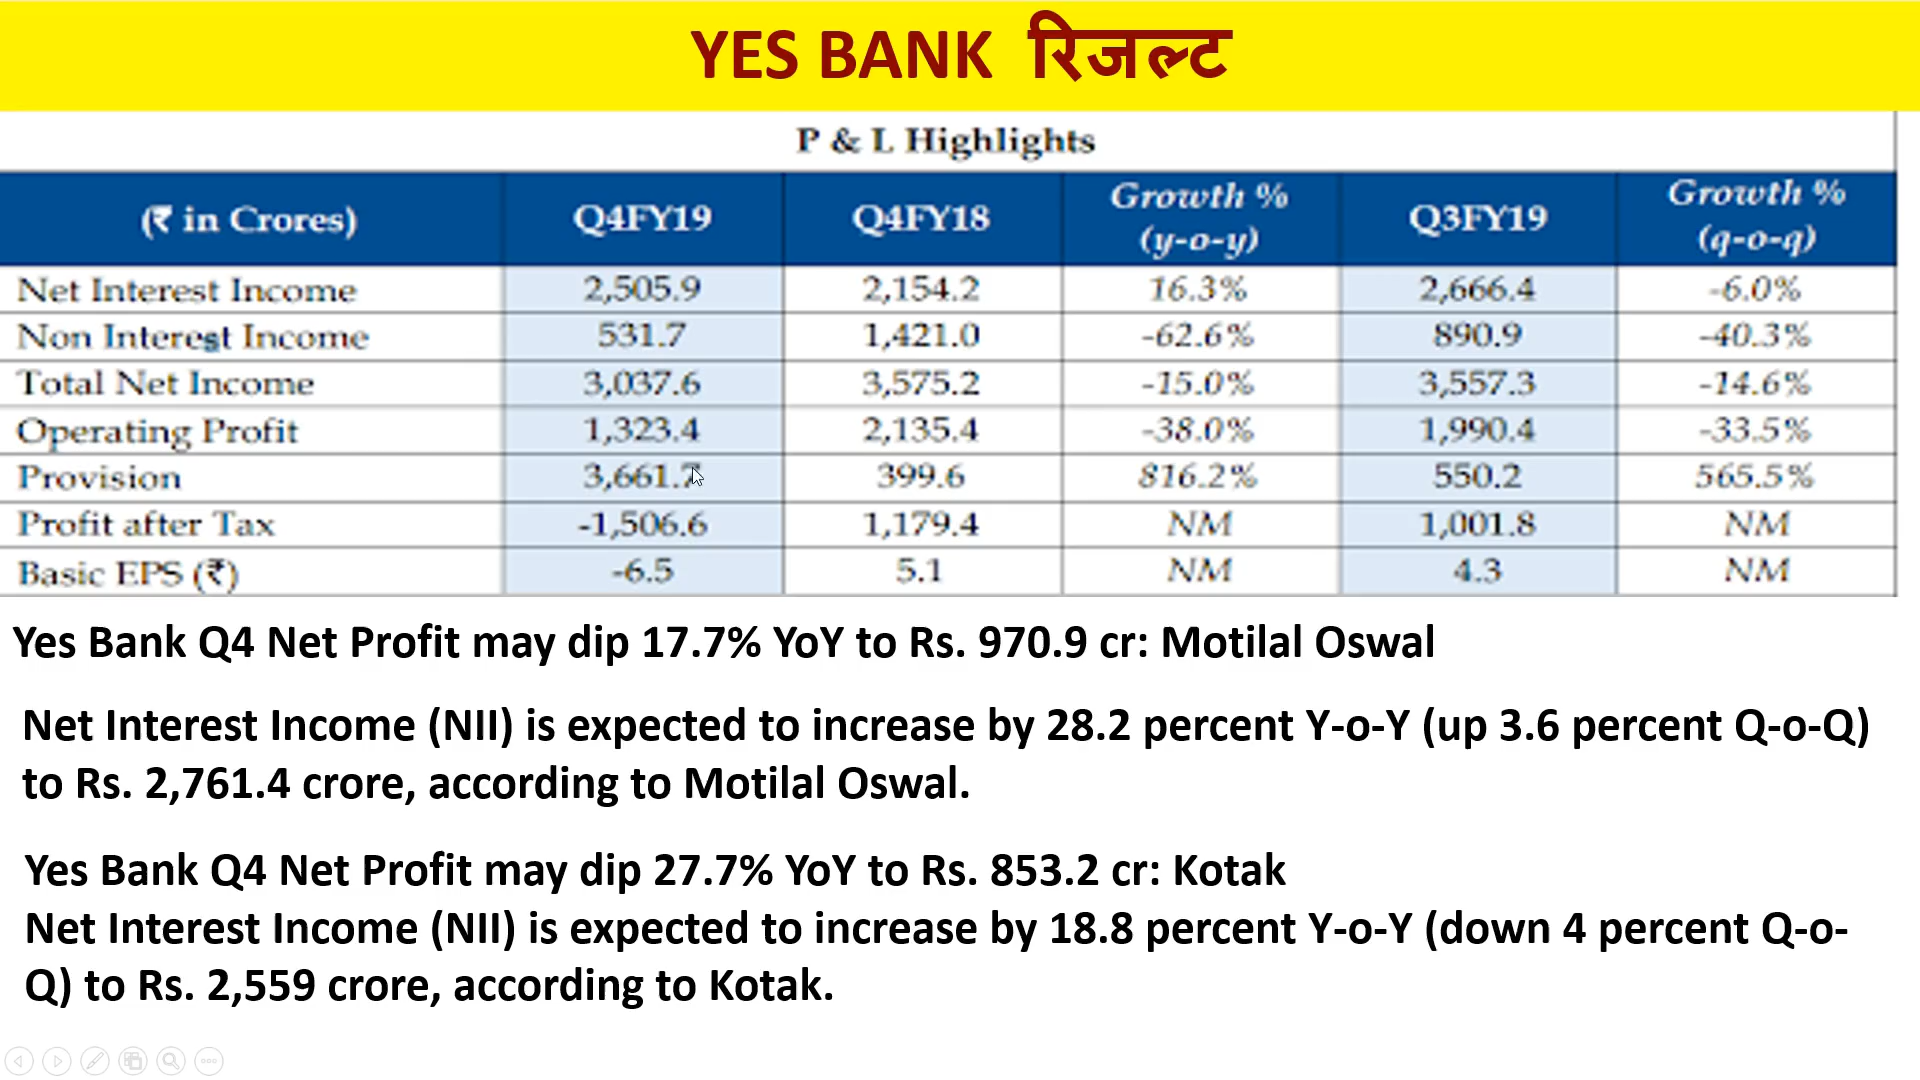 YES BANK रिजल्ट
P & L Highlights
(₹ in Crores) Q4FY19 Q4FY18 Growth % (y-o-y) Q3FY19 Growth % (q-o-q)
Net Interest Income 2,505.9 2,154.2 16.3% 2,666.4 -6.0%
Non Interest Income 531.7 1,421.0 -62.6% 890.9 -40.3%
Total Net Income 3,037.6 3,575.2 -15.0% 3,557.3 -14.6%
Operating Profit 1,323.4 2,135.4 -38.0% 1,990.4 -33.5%
Provision 3,661.7 399.6 816.2% 550.2 565.5%
Profit after Tax -1,506.6 1,179.4 NM 1,001.8 NM
Basic EPS (₹) -6.5 5.1 NM 4.3 NM
Yes Bank Q4 Net Profit may dip 17.7% YoY to Rs. 970.9 cr: Motilal Oswal
Net Interest Income (NII) is expected to increase by 28.2 percent Y-o-Y (up 3.6 percent Q-o-Q)
to Rs. 2,761.4 crore, according to Motilal Oswal.
Yes Bank Q4 Net Profit may dip 27.7% YoY to Rs. 853.2 cr: Kotak
Net Interest Income (NII) is expected to increase by 18.8 percent Y-o-Y (down 4 percent Q-o-
Q) to Rs. 2,559 crore, according to Kotak.